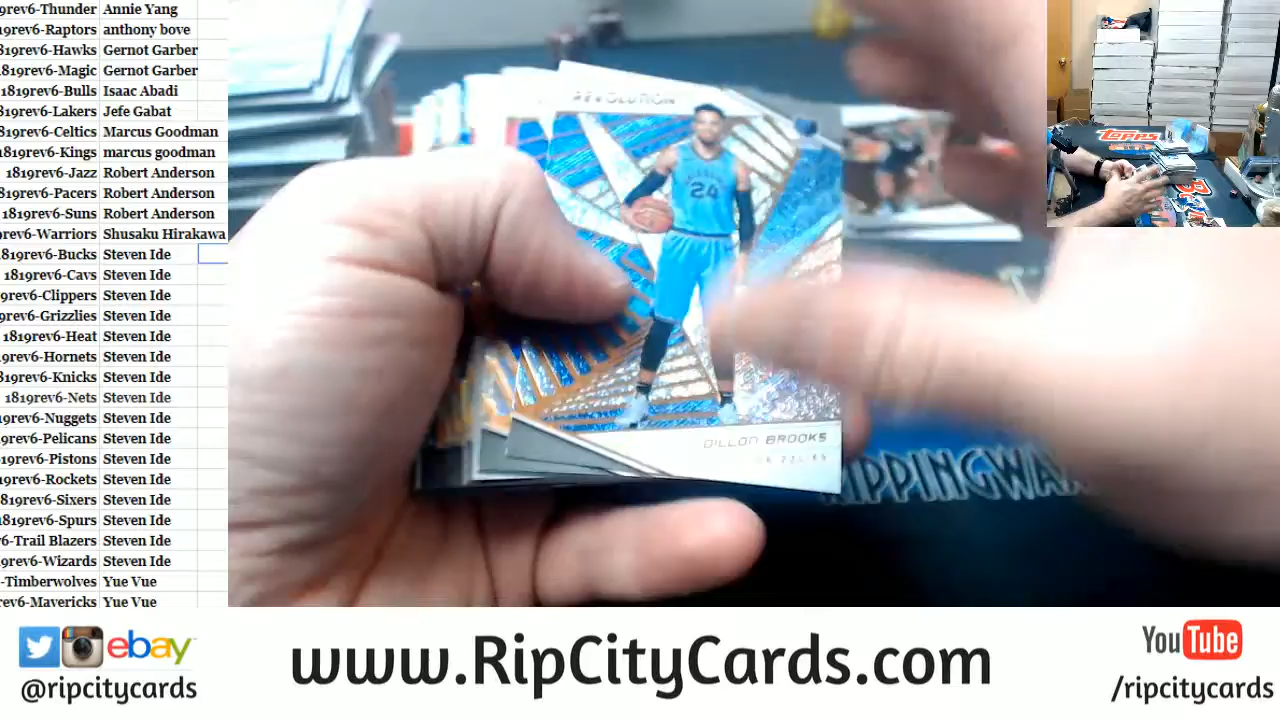 9rev6-Thunder Annie Yang
819rev6-Raptors anthony bove
1819rev6-Hawks Gernot Garber
1819rev6-Magic Gernot Garber
1819rev6-Bulls Isaac Abadi
819rev6-Lakers Jefe Gabat
819rev6-Celtics Marcus Goodman
1819rev6-Kings marcus goodman
1819rev6-Jazz Robert Anderson
819rev6-Pacers Robert Anderson
1819rev6-Suns Robert Anderson
rev6-Warriors Shusaku Hirakawa
819rev6-Bucks Steven Ide
1819rev6-Cavs Steven Ide
9rev6-Clippers Steven Ide
9rev6-Grizzlies Steven Ide
1819rev6-Heat Steven Ide
19rev6-Hornets Steven Ide
819rev6-Knicks Steven Ide
1819rev6-Nets Steven Ide
9rev6-Nuggets Steven Ide
9rev6-Pelicans Steven Ide
19rev6-Pistons Steven Ide
9rev6-Rockets Steven Ide
819rev6-Sixers Steven Ide
819rev6-Spurs Steven Ide
v6-Trail Blazers Steven Ide
9rev6-Wizards Steven Ide
-Timberwolves Yue Vue
rev6-Mavericks Yue Vue
REVOLUTION
24
DILLON BROOKS
TOPPS
IPPINGWA
ebay
@ripcitycards
www.RipCityCards.com
YouTube
/ripcitycards